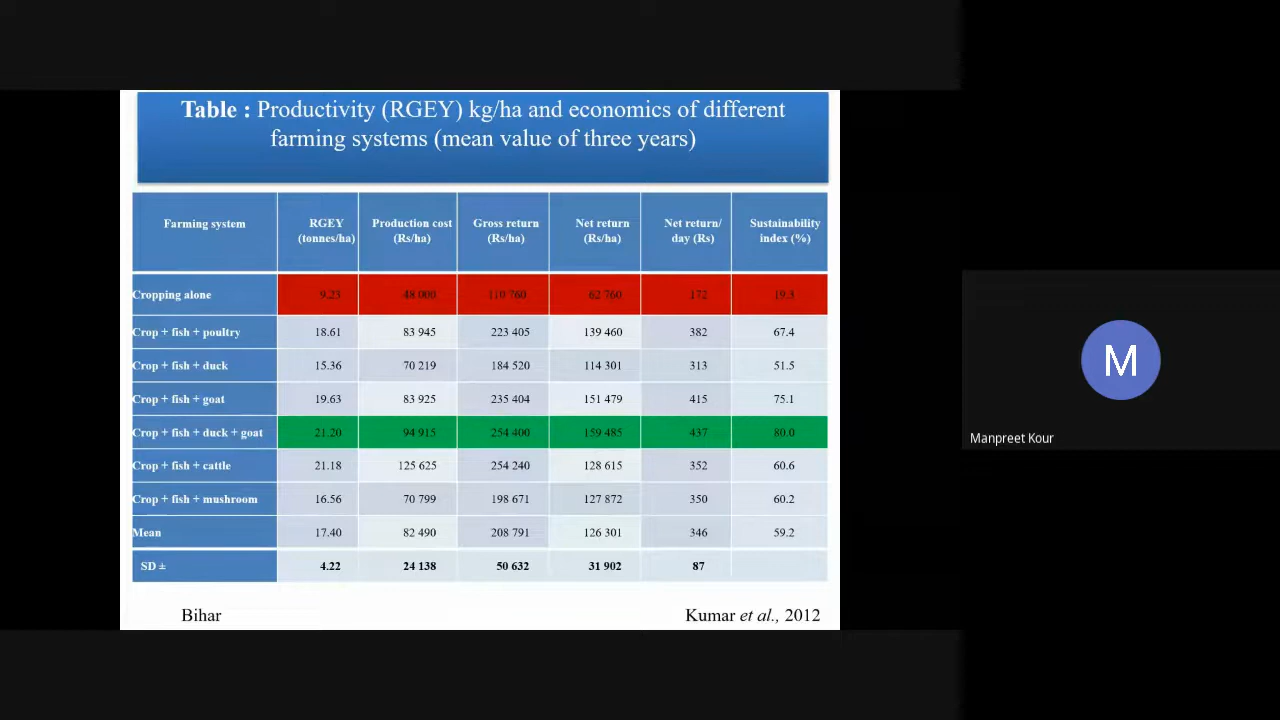 Table : Productivity (RGEY) kg/ha and economics of different
farming systems (mean value of three years)
Farming system RGEY (tonnes/ha) Production cost (Rs/ha) Gross return (Rs/ha) Net return (Rs/ha) Net return/ day (Rs) Sustainability index (%)
Cropping alone 9.23 48 000 110 760 62 760 172 19.3
Crop + fish + poultry 18.61 83 945 223 405 139 460 382 67.4
Crop + fish + duck 15.36 70 219 184 520 114 301 313 51.5
Crop + fish + goat 19.63 83 925 235 404 151 479 415 75.1
Crop + fish + duck + goat 21.20 94 915 254 400 159 485 437 80.0
Crop + fish + cattle 21.18 125 625 254 240 128 615 352 60.6
Crop + fish + mushroom 16.56 70 799 198 671 127 872 350 60.2
Mean 17.40 82 490 208 791 126 301 346 59.2
SD ± 4.22 24 138 50 632 31 902 87
Bihar Kumar et al., 2012
M
Manpreet Kour